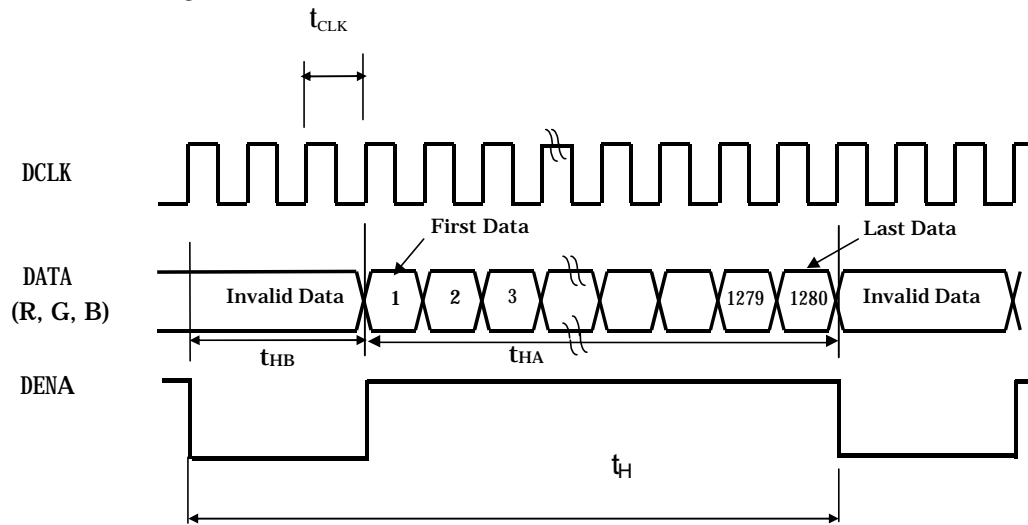 tCLK
DCLK
First Data
Last Data
DATA
(R, G, B)
Invalid Data
1
2
3
1279
1280
Invalid Data
tHB
tHA
DENA
tH